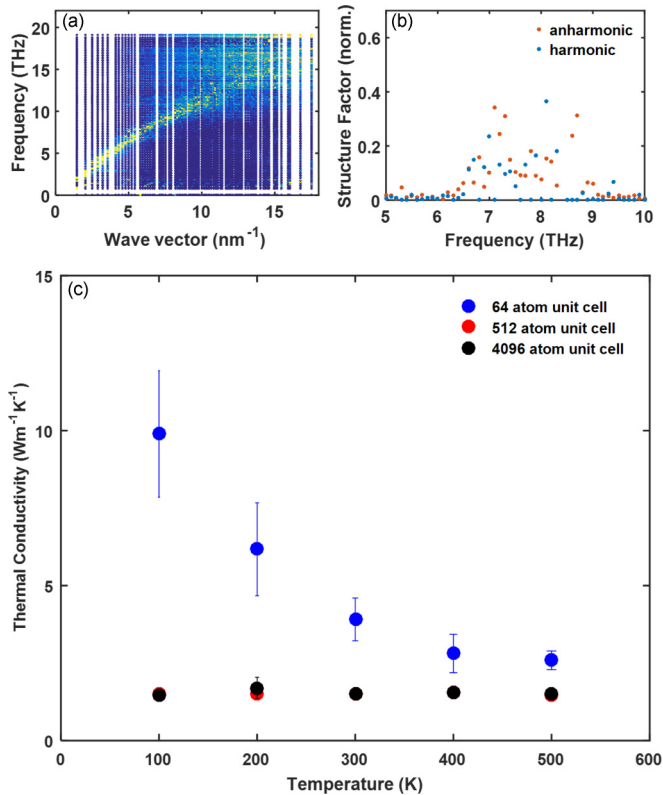 (a)
Frequency (THz)
20
15
10
5
0
0 5 10 15
Wave vector (nm⁻¹)
(b)
Structure Factor (norm.)
0.6
0.4
0.2
0
5 6 7 8 9 10
Frequency (THz)
anharmonic
harmonic
(c)
Thermal Conductivity (Wm⁻¹K⁻¹)
15
10
5
0
0 100 200 300 400 500 600
Temperature (K)
64 atom unit cell
512 atom unit cell
4096 atom unit cell